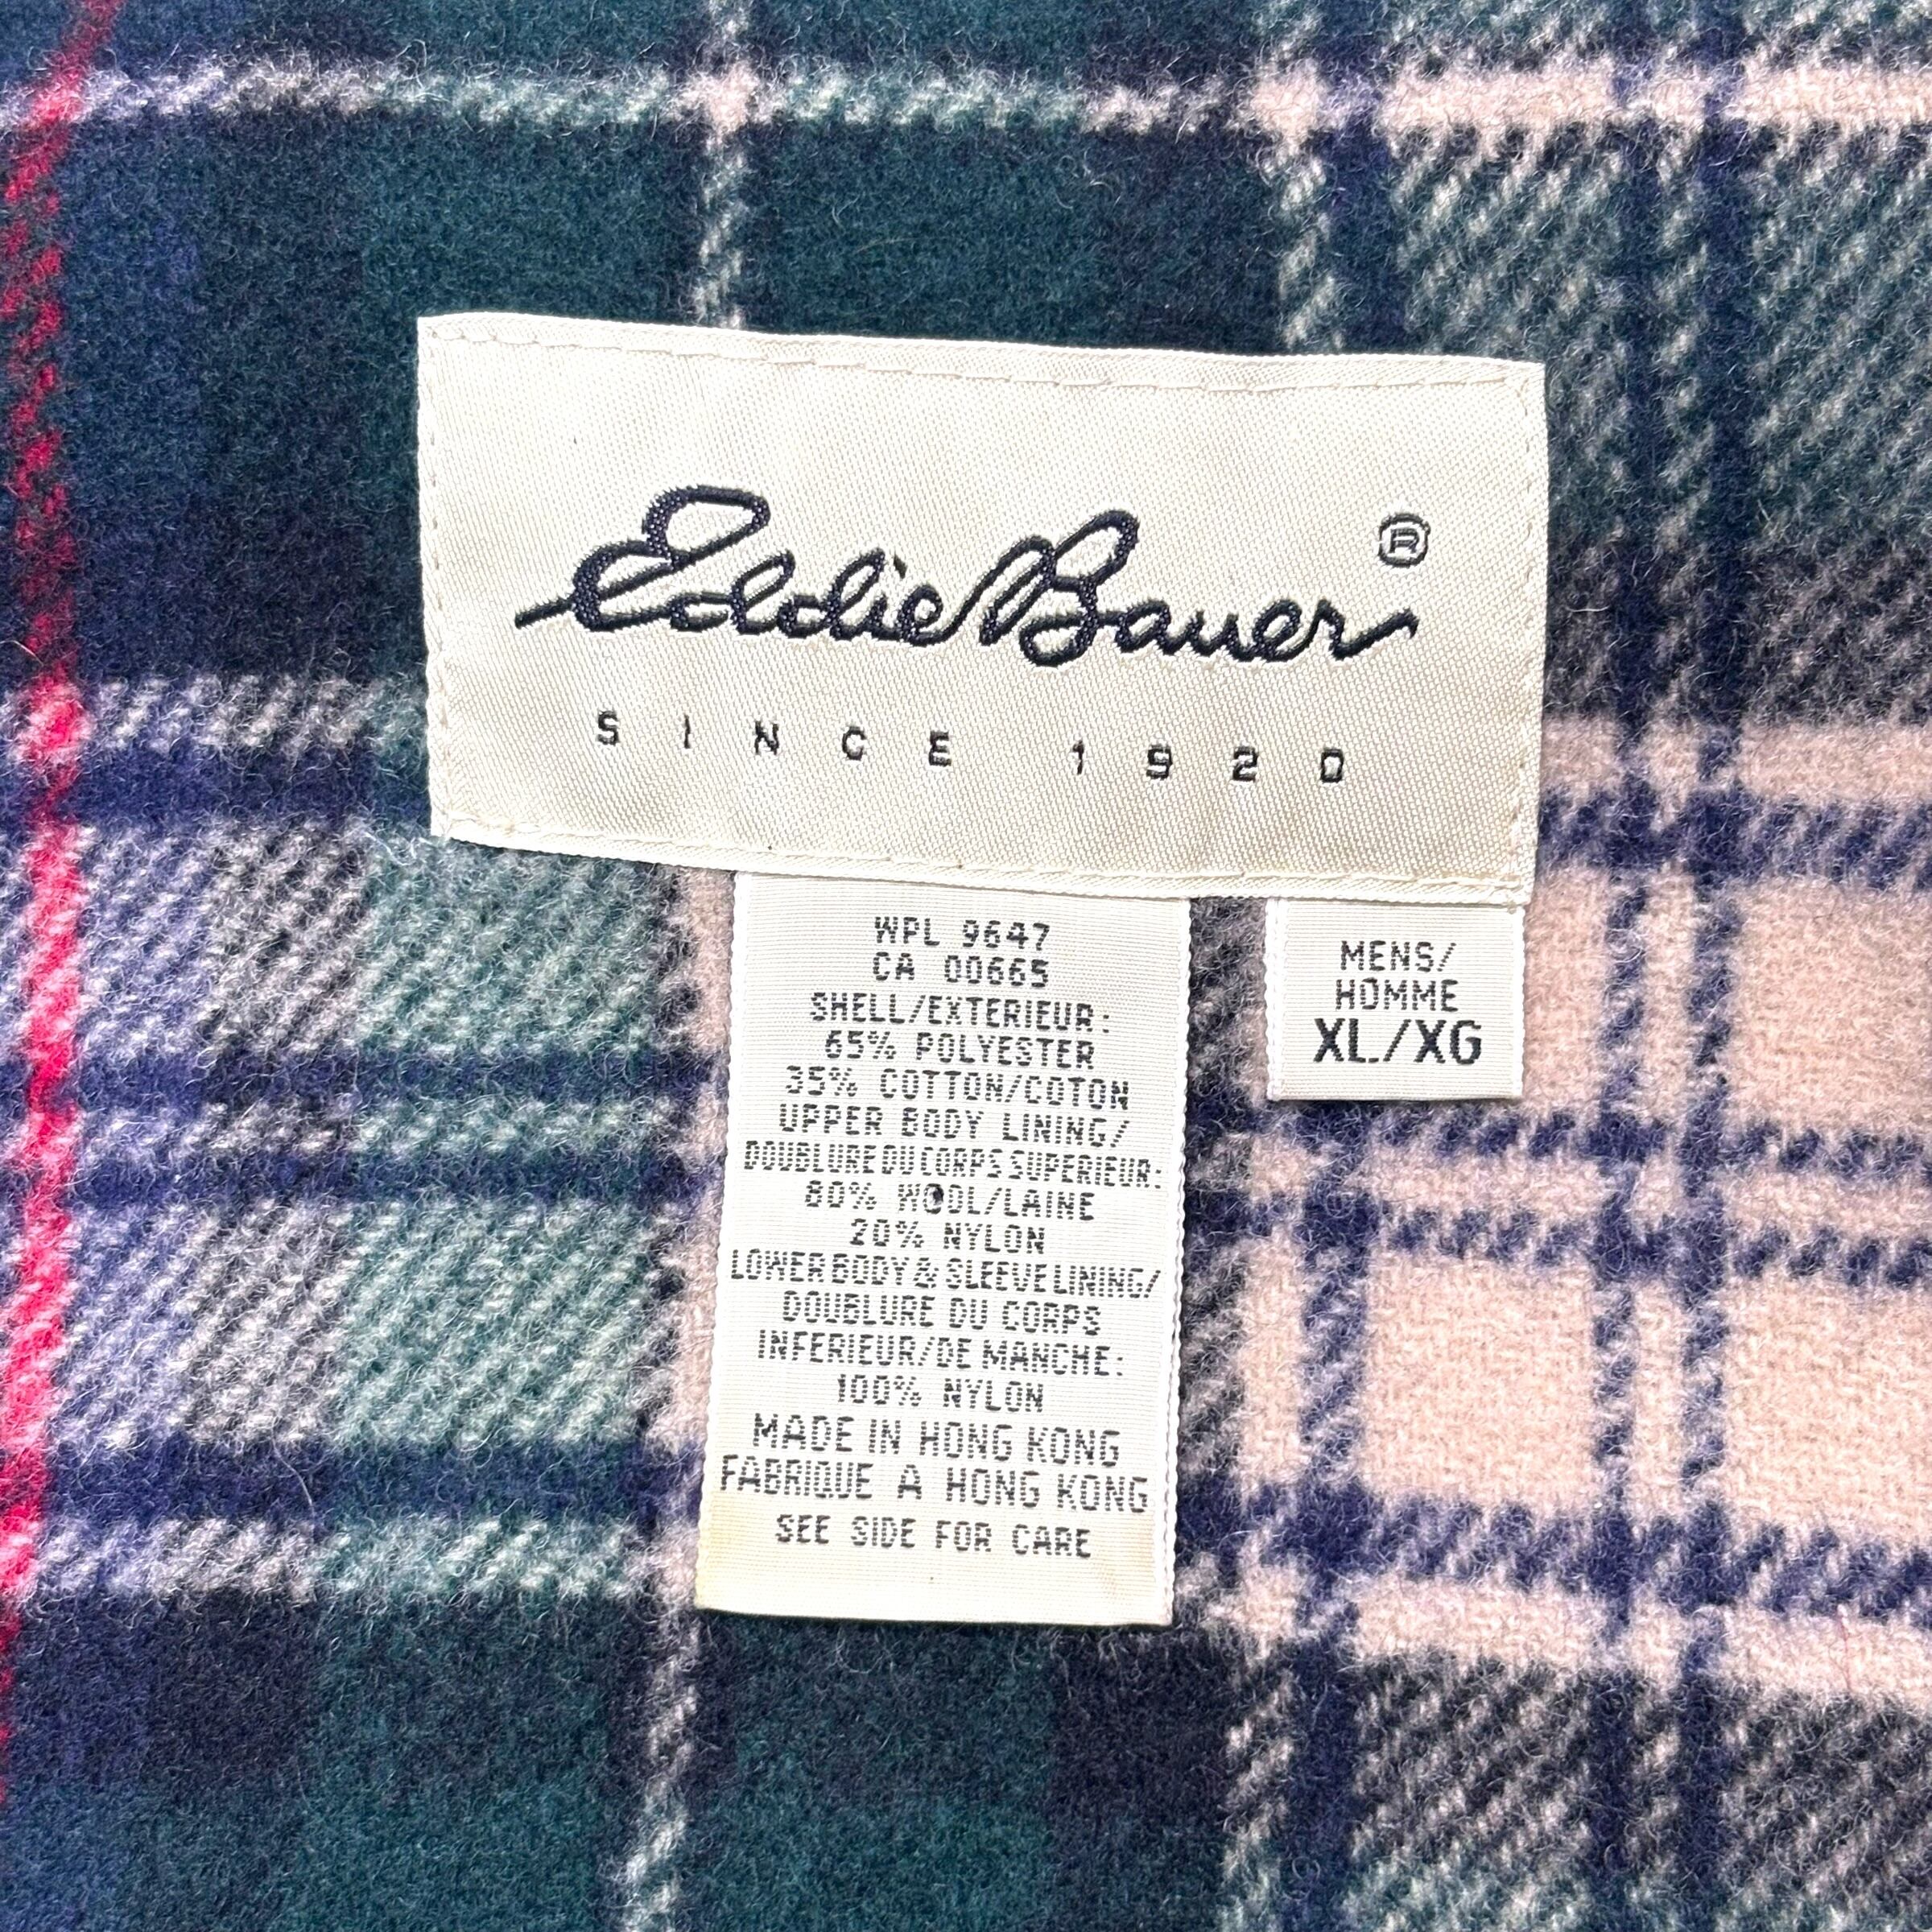 Eddie Bauer ®
SINCE 1920
WPL 9647
CA 00665
SHELL/EXTERIEUR:
65% POLYESTER
35% COTTON/COTON
UPPER BODY LINING/
DOUBLURE DU CORPS SUPERIEUR:
80% WOOL/LAINE
20% NYLON
LOWER BODY & SLEEVE LINING/
DOUBLURE DU CORPS
INFERIEUR/DE MANCHE:
100% NYLON
MADE IN HONG KONG
FABRIQUE A HONG KONG
SEE SIDE FOR CARE
MENS/
HOMME
XL/XG